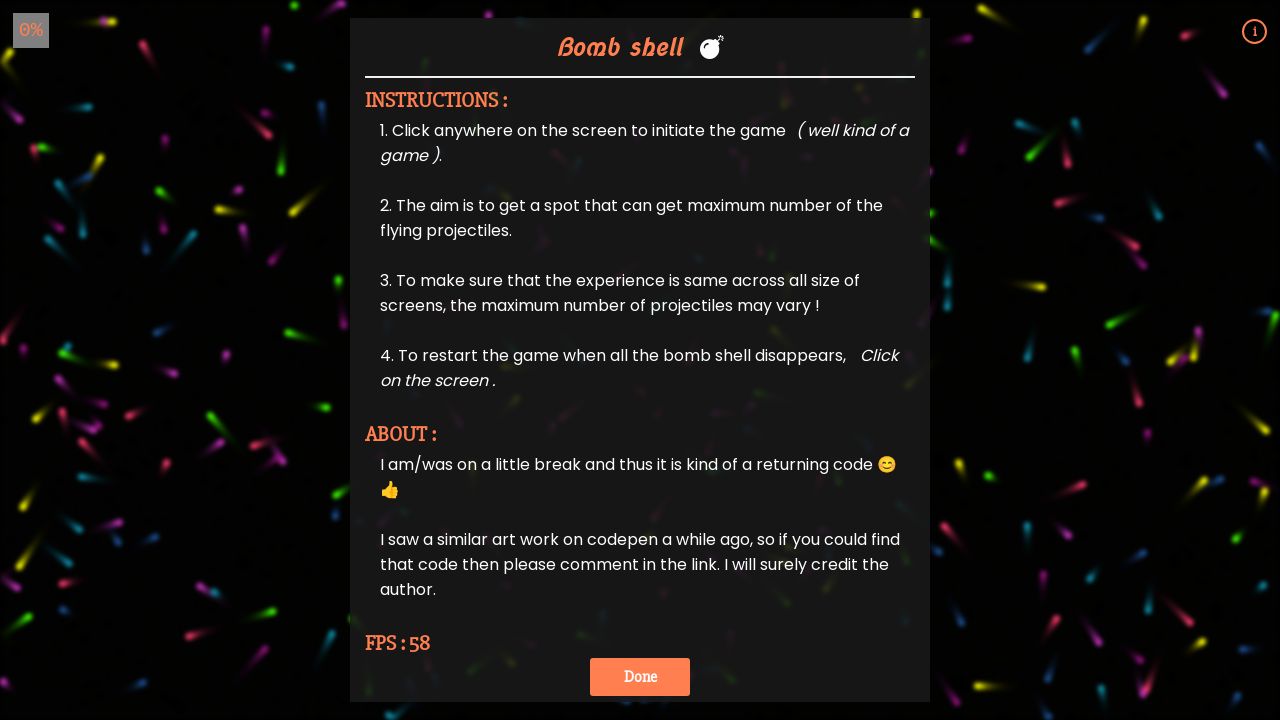 0%
i
Bomb shell 💣
INSTRUCTIONS :
1. Click anywhere on the screen to initiate the game ( well kind of a
game ).
2. The aim is to get a spot that can get maximum number of the
flying projectiles.
3. To make sure that the experience is same across all size of
screens, the maximum number of projectiles may vary !
4. To restart the game when all the bomb shell disappears, Click
on the screen .
ABOUT :
I am/was on a little break and thus it is kind of a returning code 😊
👍
I saw a similar art work on codepen a while ago, so if you could find
that code then please comment in the link. I will surely credit the
author.
FPS : 58
Done